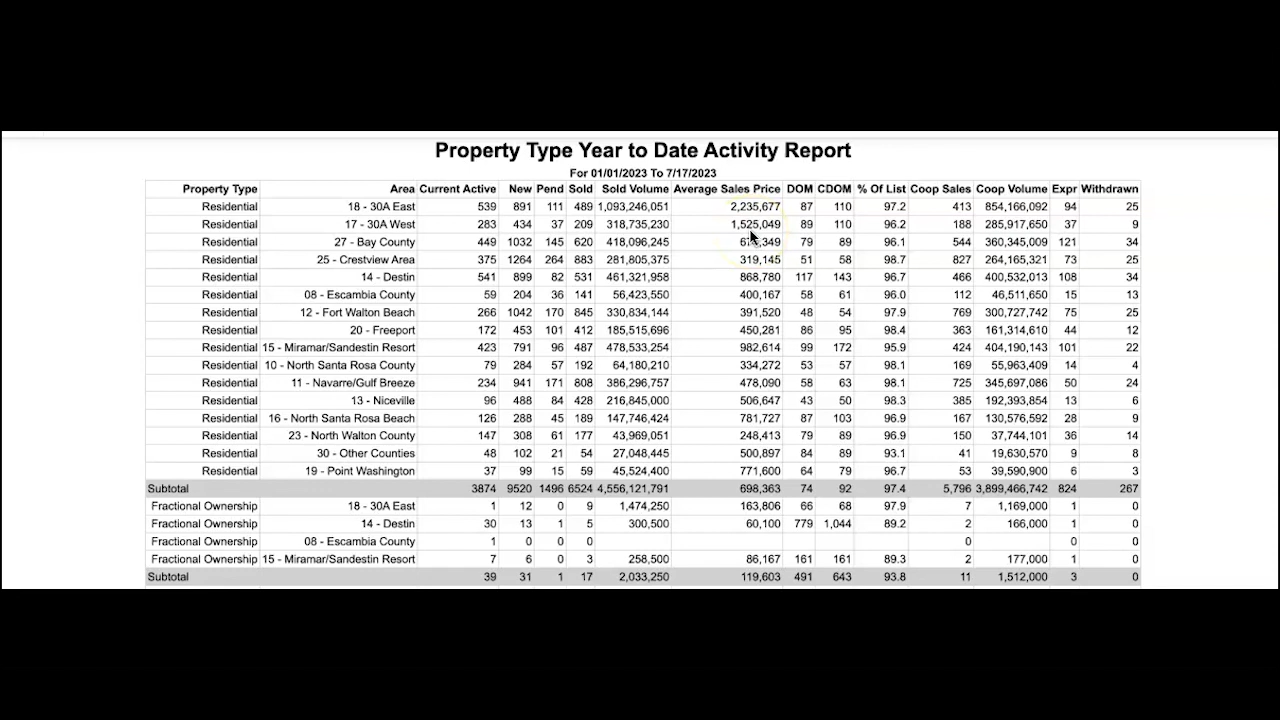 Property Type Year to Date Activity Report
For 01/01/2023 To 7/17/2023
Property Type Area Current Active New Pend Sold Sold Volume Average Sales Price DOM CDOM % Of List Coop Sales Coop Volume Expr Withdrawn
Residential 18 - 30A East 539 891 111 489 1,093,246,051 2,235,677 87 110 97.2 413 854,166,092 94 25
Residential 17 - 30A West 283 434 37 209 318,735,230 1,525,049 89 110 96.2 188 285,917,650 37 9
Residential 27 - Bay County 449 1032 145 620 418,096,245 79 89 96.1 544 360,345,009 121 34
Residential 25 - Crestview Area 375 1264 264 883 281,805,375 319,145 51 58 98.7 827 264,165,321 73 25
Residential 14 - Destin 541 899 82 531 461,321,958 868,780 117 143 96.7 466 400,532,013 108 34
Residential 08 - Escambia County 59 204 36 141 56,423,550 400,167 58 61 96.0 112 46,511,650 15 13
Residential 12 - Fort Walton Beach 266 1042 170 845 330,834,144 391,520 48 54 97.9 769 300,727,742 75 25
Residential 20 - Freeport 172 453 101 412 185,515,696 450,281 86 95 98.4 363 161,314,610 44 12
Residential 15 - Miramar/Sandestin Resort 423 791 96 487 478,533,254 982,614 99 172 95.9 424 404,190,143 101 22
Residential 10 - North Santa Rosa County 79 284 57 192 64,180,210 334,272 53 57 98.1 169 55,963,409 14 4
Residential 11 - Navarre/Gulf Breeze 234 941 171 808 386,296,757 478,090 58 63 98.1 725 345,697,086 50 24
Residential 13 - Niceville 96 488 84 428 216,845,000 506,647 43 50 98.3 385 192,393,854 13 6
Residential 16 - North Santa Rosa Beach 126 288 45 189 147,746,424 781,727 87 103 96.9 167 130,576,592 28 9
Residential 23 - North Walton County 147 308 61 177 43,969,051 248,413 79 89 96.9 150 37,744,101 36 14
Residential 30 - Other Counties 48 102 21 54 27,048,445 500,897 84 89 93.1 41 19,630,570 9 8
Residential 19 - Point Washington 37 99 15 59 45,524,400 771,600 64 79 96.7 53 39,590,900 6 3
Subtotal 3874 9520 1496 6524 4,556,121,791 698,363 74 92 97.4 5,796 3,899,466,742 824 267
Fractional Ownership 18 - 30A East 1 12 0 9 1,474,250 163,806 66 68 97.9 7 1,169,000 1 0
Fractional Ownership 14 - Destin 30 13 1 5 300,500 60,100 779 1,044 89.2 2 166,000 1 0
Fractional Ownership 08 - Escambia County 1 0 0 0 0 0
Fractional Ownership 15 - Miramar/Sandestin Resort 7 6 0 3 258,500 86,167 161 161 89.3 2 177,000 1 0
Subtotal 39 31 1 17 2,033,250 119,603 491 643 93.8 11 1,512,000 3 0